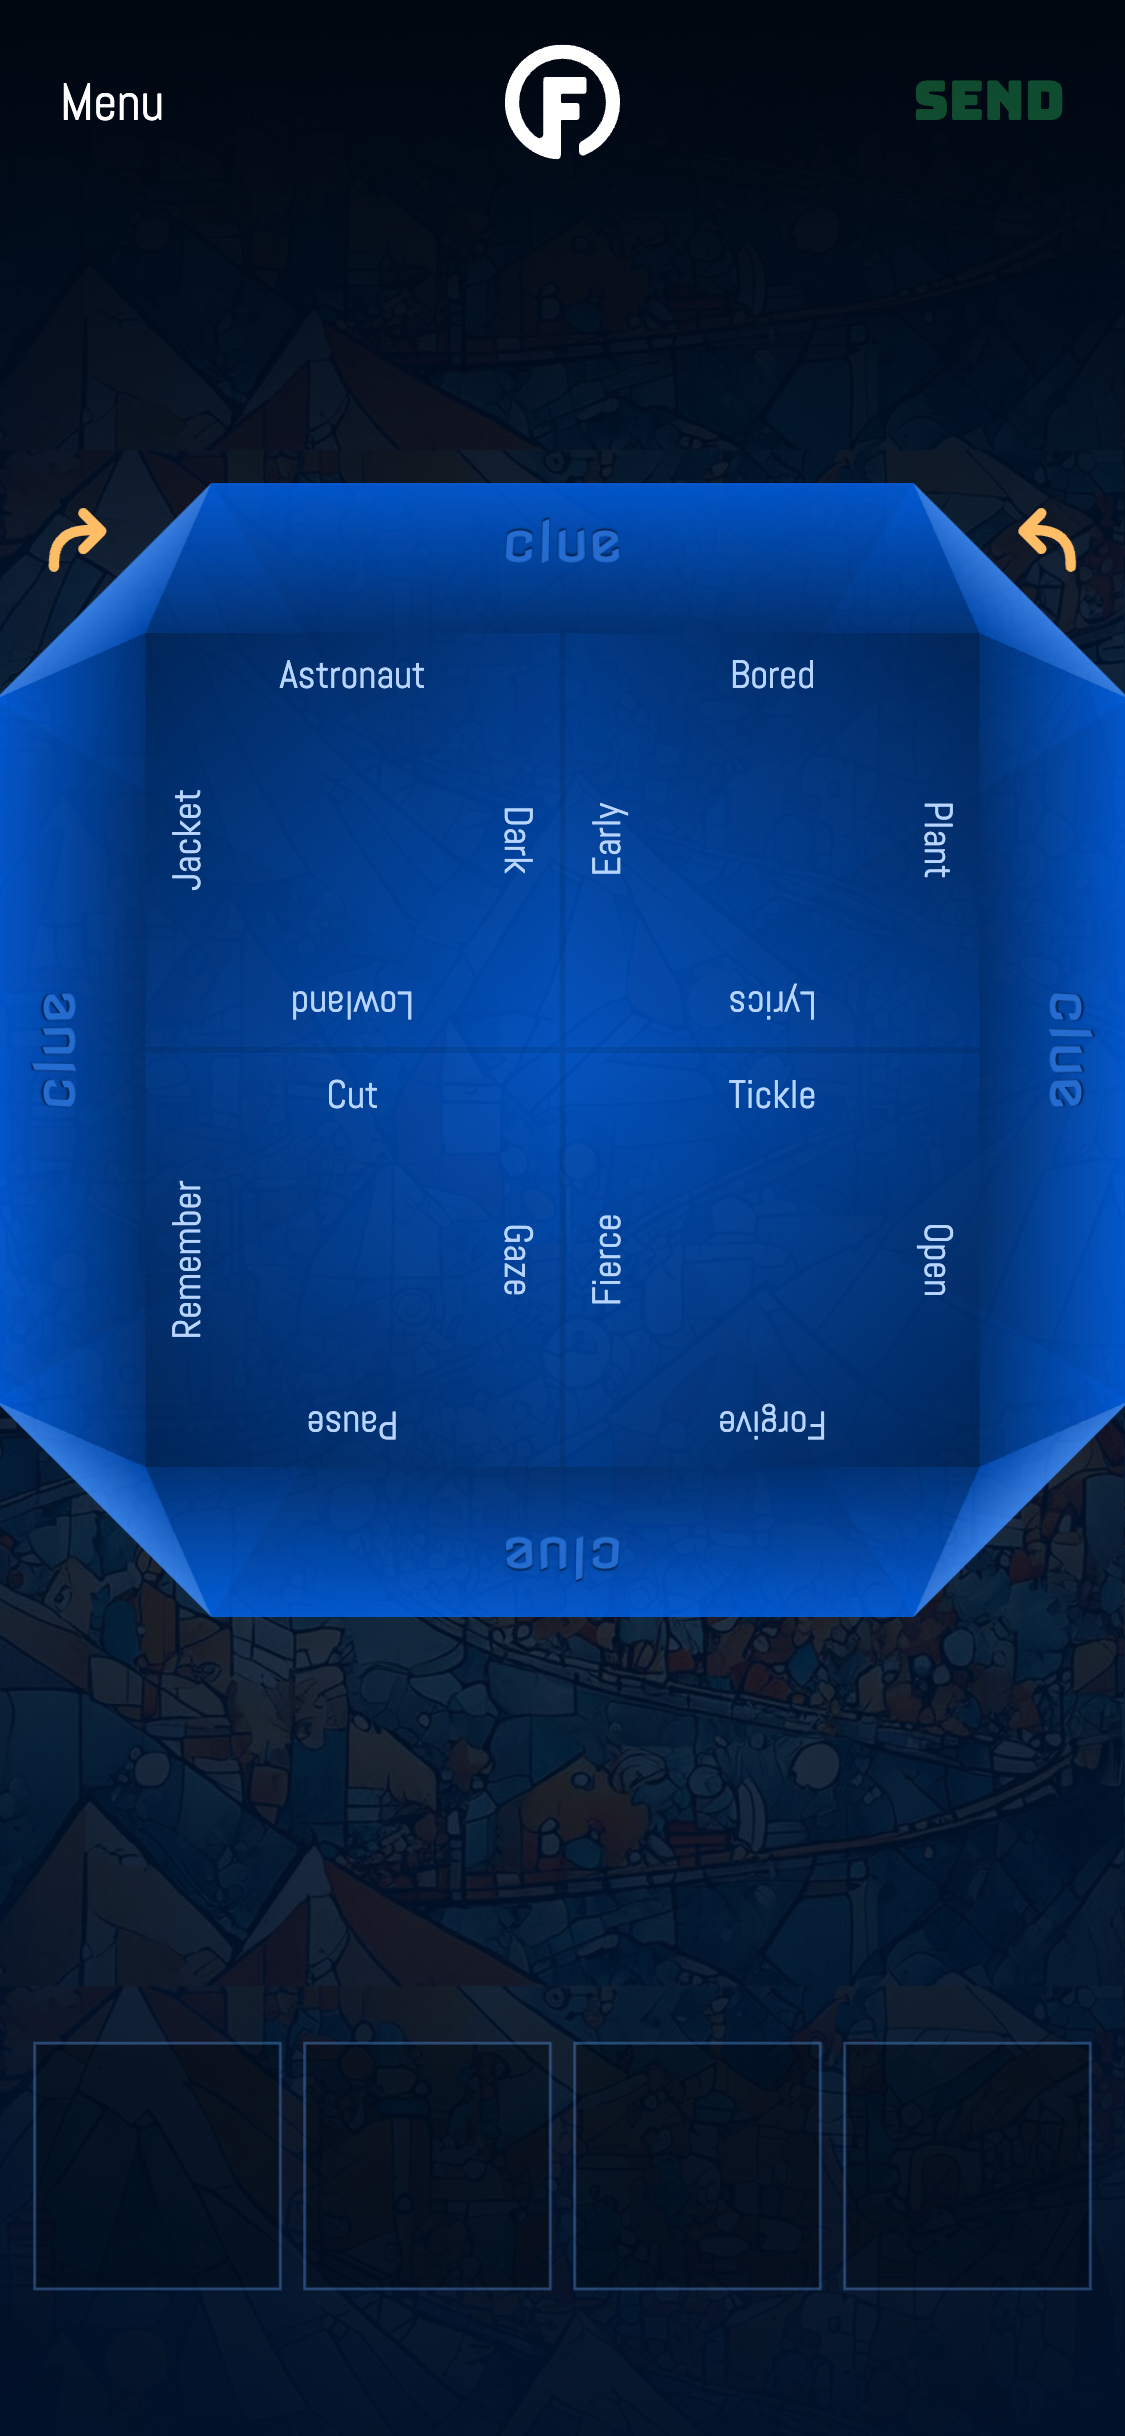 Menu
F
SEND
clue
Astronaut
Bored
Jacket
Dark
Early
Plant
Lowland
Lyrics
clue
clue
Cut
Tickle
Remember
Gaze
Fierce
Open
Pause
Forgive
clue